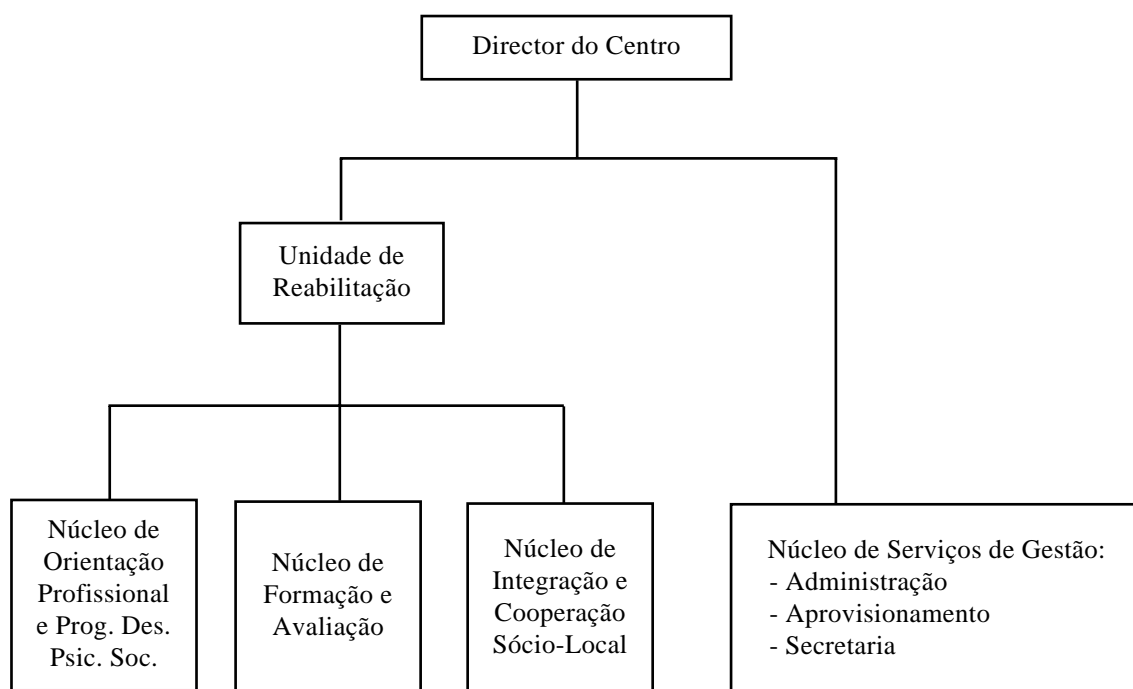 Director do Centro
Unidade de
Reabilitação
Núcleo de
Orientação
Profissional
e Prog. Des.
Psic. Soc.
Núcleo de
Formação e
Avaliação
Núcleo de
Integração e
Cooperação
Sócio-Local
Núcleo de Serviços de Gestão:
- Administração
- Aprovisionamento
- Secretaria